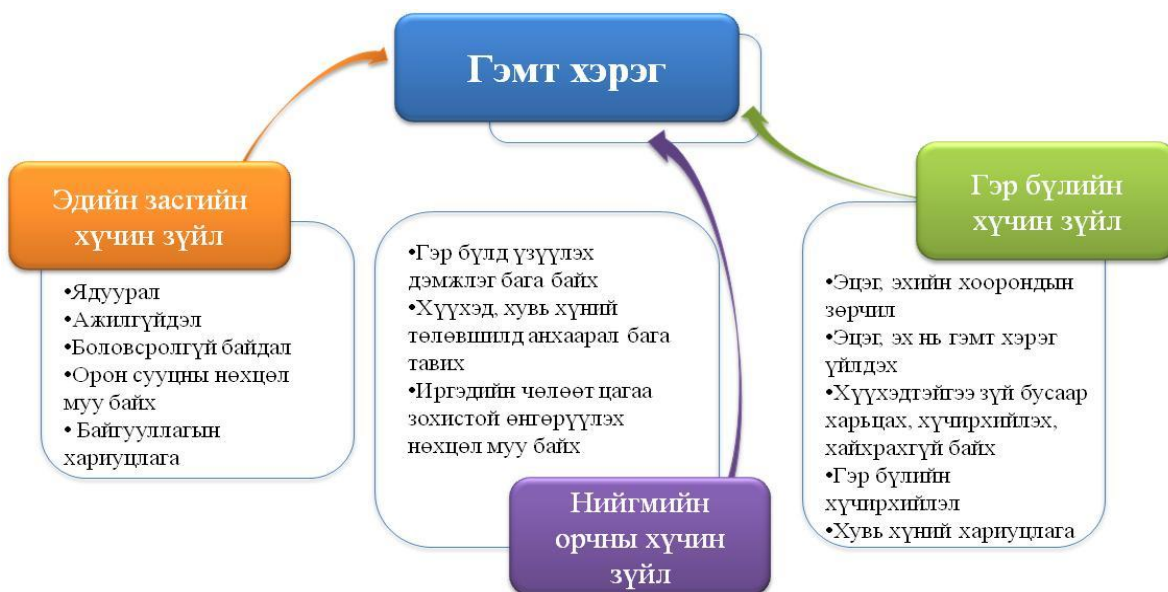 Гэмт хэрэг
Эдийн засгийн
хүчин зүйл
•Ядуурал
•Ажилгүйдэл
•Боловсролгүй байдал
•Орон сууцны нөхцөл
муу байх
• Байгууллагын
хариуцлага
•Гэр бүлд үзүүлэх
дэмжлэг бага байх
•Хүүхэд, хувь хүний
төлөвшилд анхаарал бага
тавих
•Иргэдийн чөлөөт цагаа
зохистой өнгөрүүлэх
нөхцөл муу байх
Нийгмийн
орчны хүчин
зүйл
Гэр бүлийн
хүчин зүйл
•Эцэг, эхийн хоорондын
зөрчил
•Эцэг, эх нь гэмт хэрэг
үйлдэх
•Хүүхэдтэйгээ зүй бусаар
харьцах, хүчирхийлэх,
хайхрахгүй байх
•Гэр бүлийн
хүчирхийлэл
•Хувь хүний хариуцлага